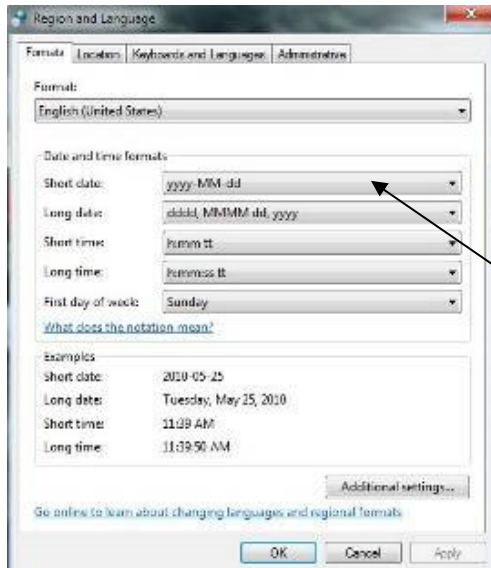 Region and Language
Formats Location Keyboards and Languages Administrative
Format:
English (United States)
Date and time formats
Short date: yyyy-MM-dd
Long date: dddd, MMMM dd, yyyy
Short time: h:mm tt
Long time: h:mm:ss tt
First day of week: Sunday
What does the notation mean?
Examples
Short date: 2010-05-25
Long date: Tuesday, May 25, 2010
Short time: 11:39 AM
Long time: 11:39:50 AM
Additional settings...
Go online to learn about changing languages and regional formats
OK Cancel Apply